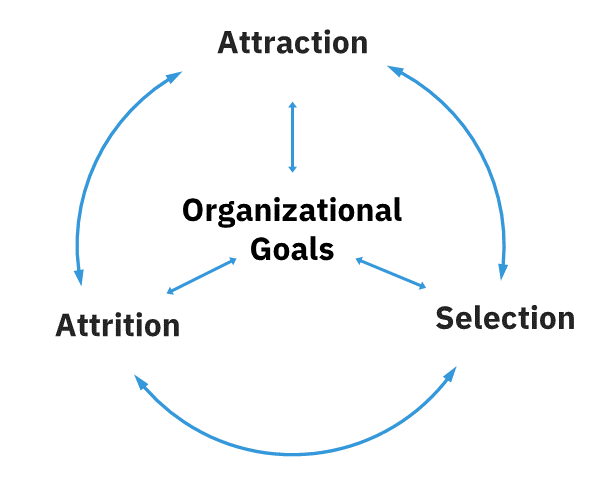 Attraction
Organizational
Goals
Attrition
Selection